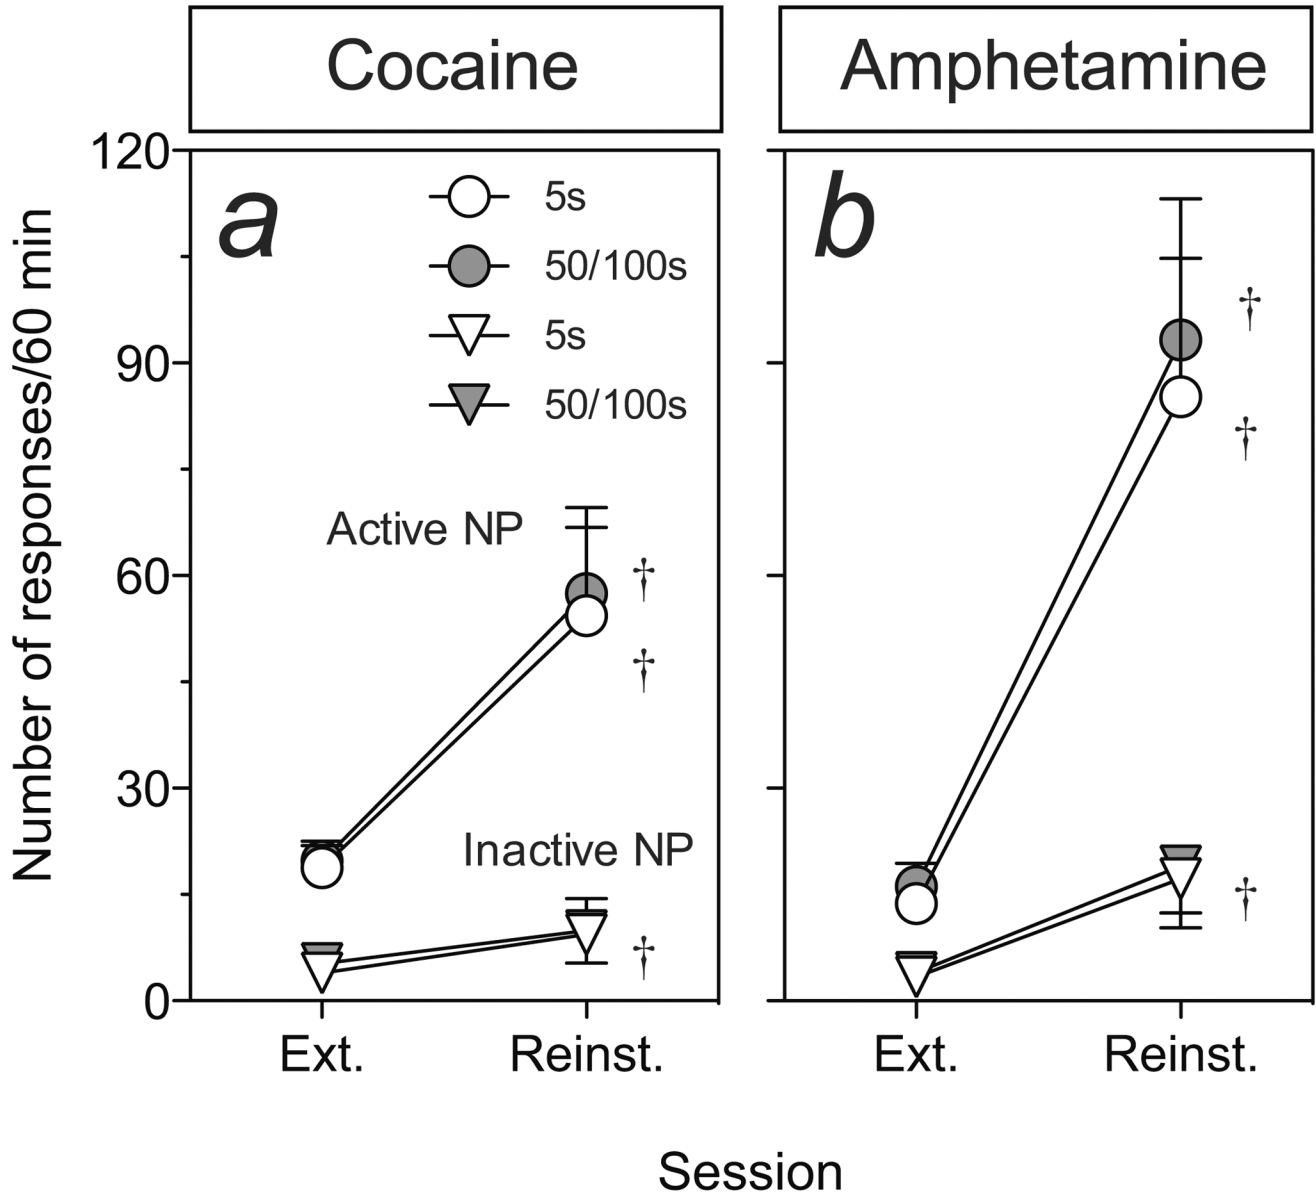 Cocaine
Amphetamine
120
90
60
30
0
Number of responses/60 min
a
5s
50/100s
5s
50/100s
Active NP
†
†
Inactive NP
†
Ext.
Reinst.
b
†
†
†
Ext.
Reinst.
Session